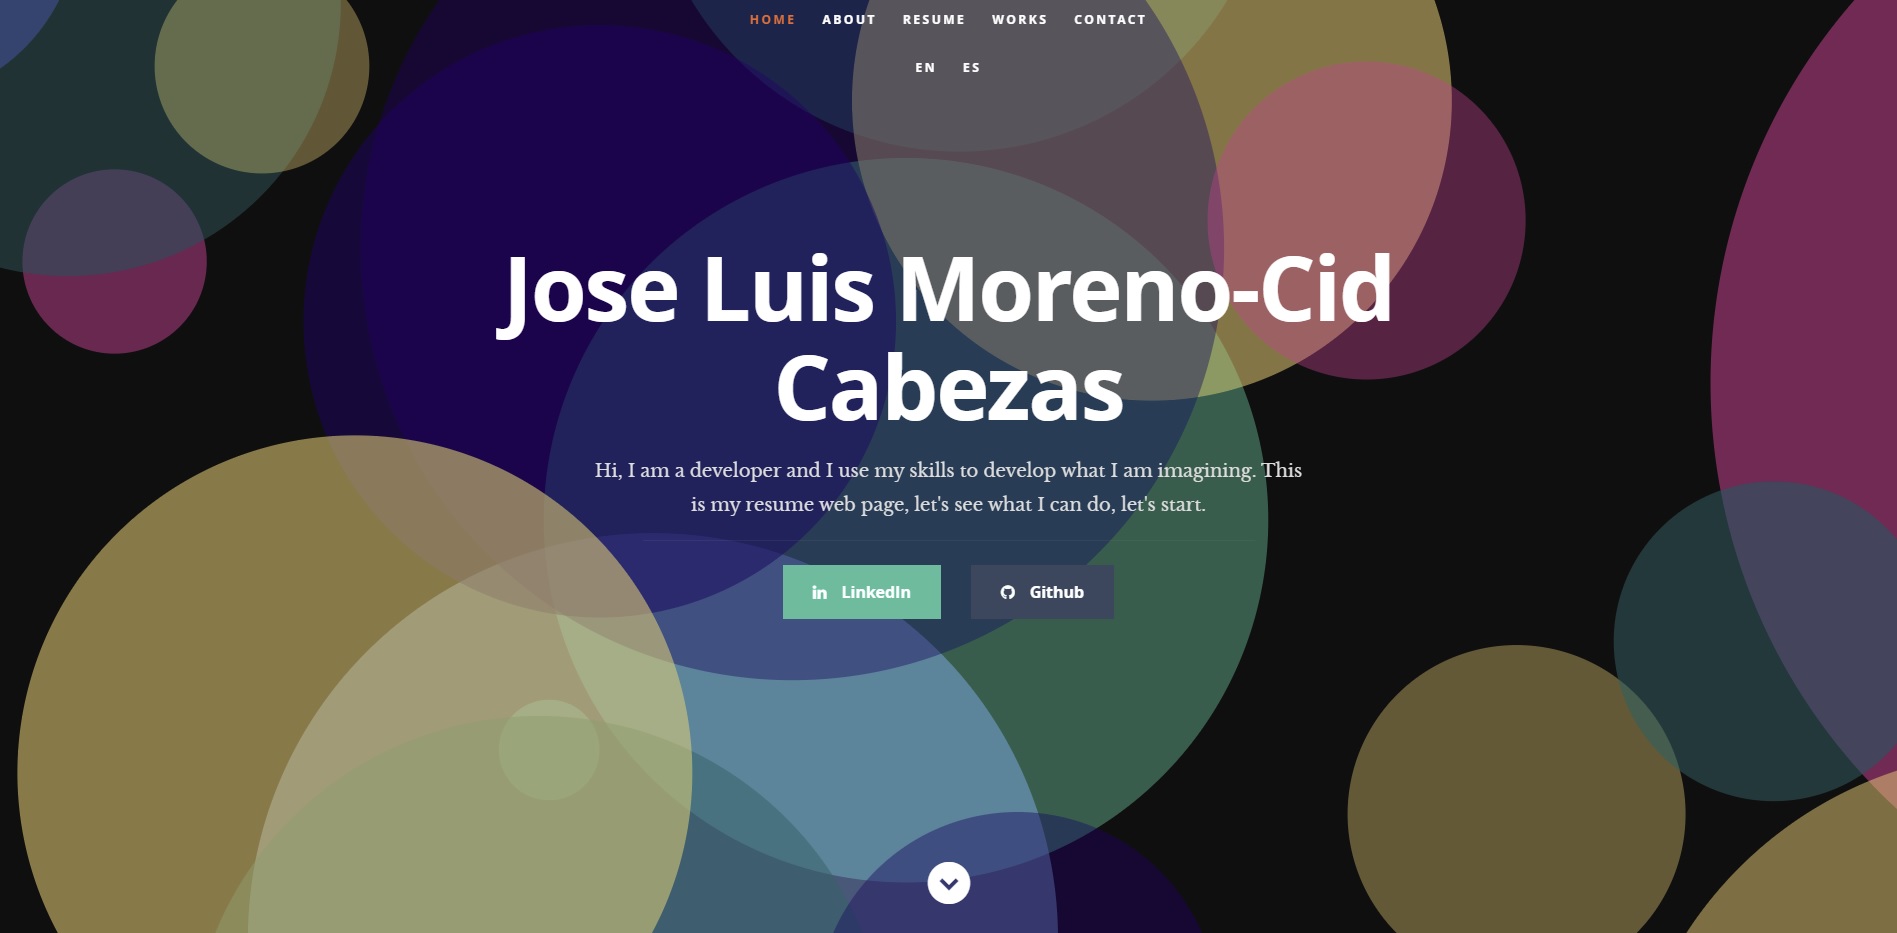 HOME ABOUT RESUME WORKS CONTACT
EN ES
Jose Luis Moreno-Cid
Cabezas
Hi, I am a developer and I use my skills to develop what I am imagining. This
is my resume web page, let's see what I can do, let's start.
LinkedIn Github